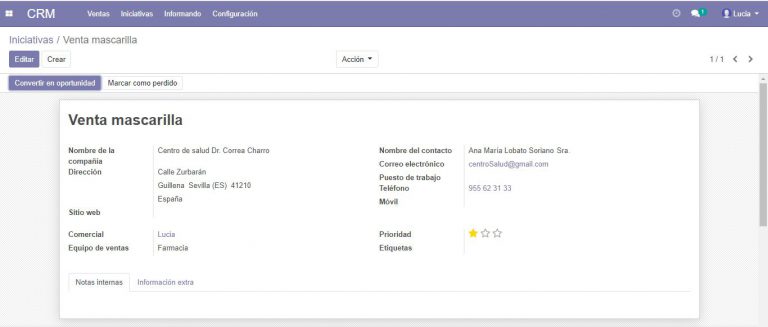 CRM Ventas Iniciativas Informando Configuración 1 Lucia
Iniciativas / Venta mascarilla
Editar Crear Acción 1 / 1
Convertir en oportunidad Marcar como perdido
Venta mascarilla
Nombre de la compañía Centro de salud Dr. Correa Charro
Dirección Calle Zurbarán
Guillena Sevilla (ES) 41210
España
Sitio web
Nombre del contacto Ana María Lobato Soriano Sra.
Correo electrónico centroSalud@gmail.com
Puesto de trabajo
Teléfono 955 62 31 33
Móvil
Comercial Lucia
Equipo de ventas Farmacia
Prioridad
Etiquetas
Notas internas Información extra